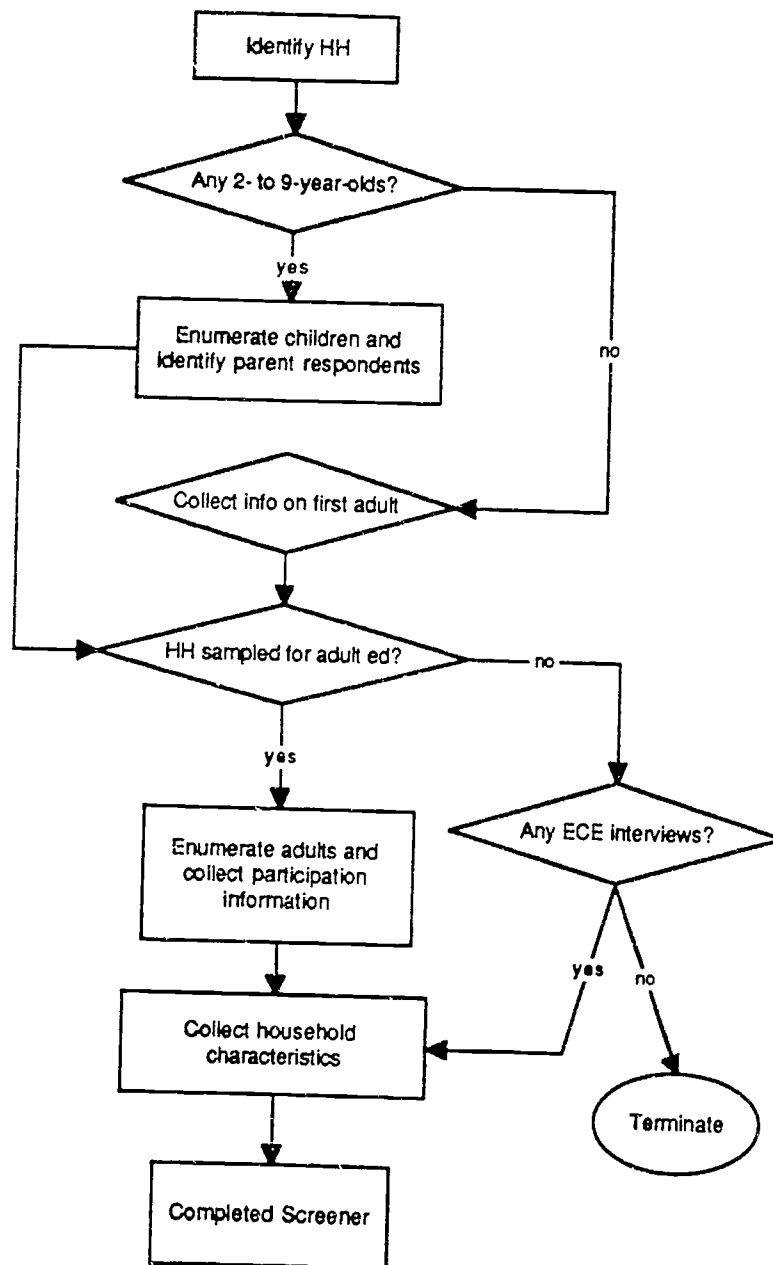 Identify HH
Any 2- to 9-year-olds?
yes
Enumerate children and
Identify parent respondents
no
Collect info on first adult
HH sampled for adult ed?
no
yes
Any ECE interviews?
Enumerate adults and
collect participation
information
yes
no
Collect household
characteristics
Terminate
Completed Screener